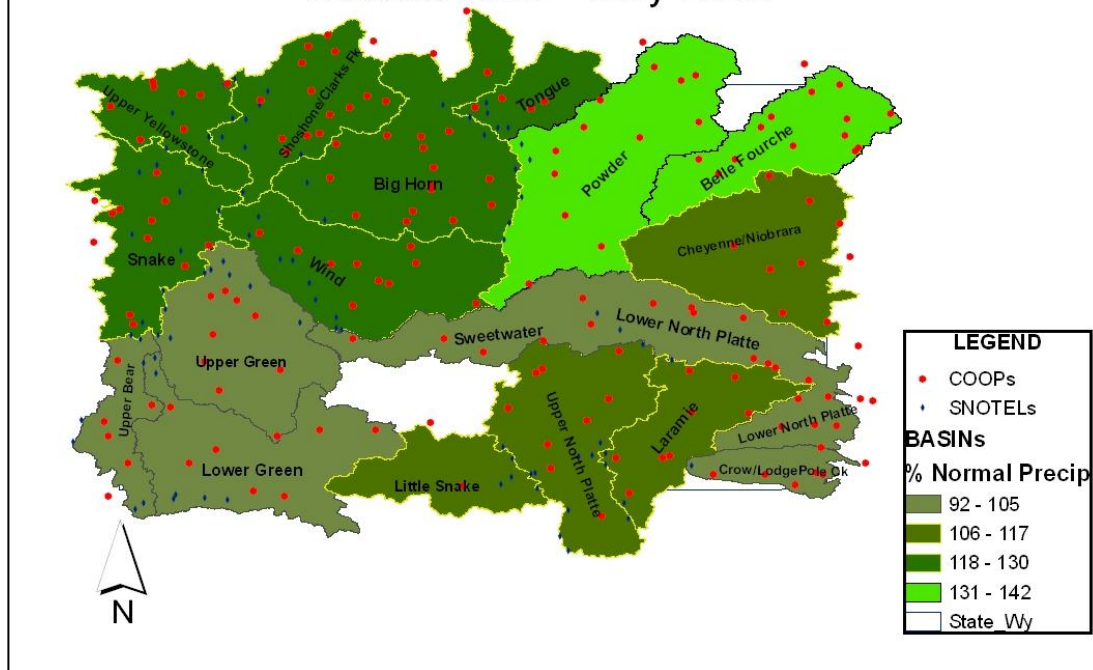 Upper Yellowstone
Shoshone/Clarks Fk
Tongue
Big Horn
Powder
Belle Fourche
Snake
Wind
Cheyenne/Niobrara
Sweetwater
Lower North Platte
Upper Green
Upper Bear
Lower Green
Little Snake
Upper North Platte
Laramie
Lower North Platte
Crow/LodgePole Ck
N
LEGEND
COOPs
SNOTELs
BASINs
% Normal Precip
92 - 105
106 - 117
118 - 130
131 - 142
State_Wy